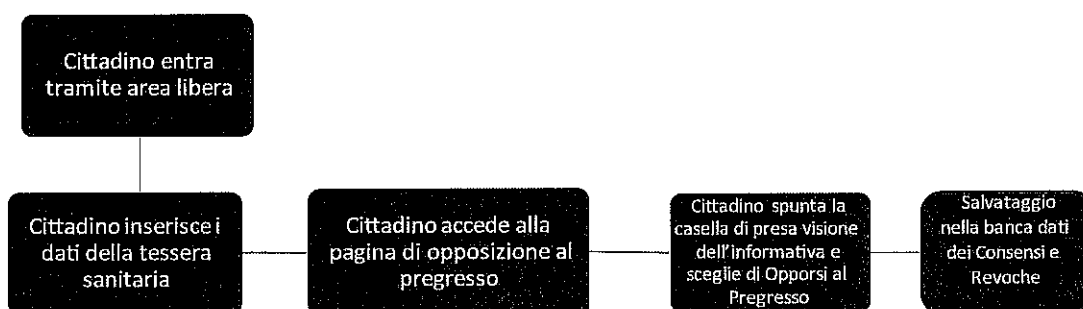 Cittadino entra
tramite area libera
Cittadino inserisce i
dati della tessera
sanitaria
Cittadino accede alla
pagina di opposizione al
pregresso
Cittadino spunta la
casella di presa visione
dell'informativa e
sceglie di Opporsi al
Pregresso
Salvataggio
nella banca dati
dei Consensi e
Revoche